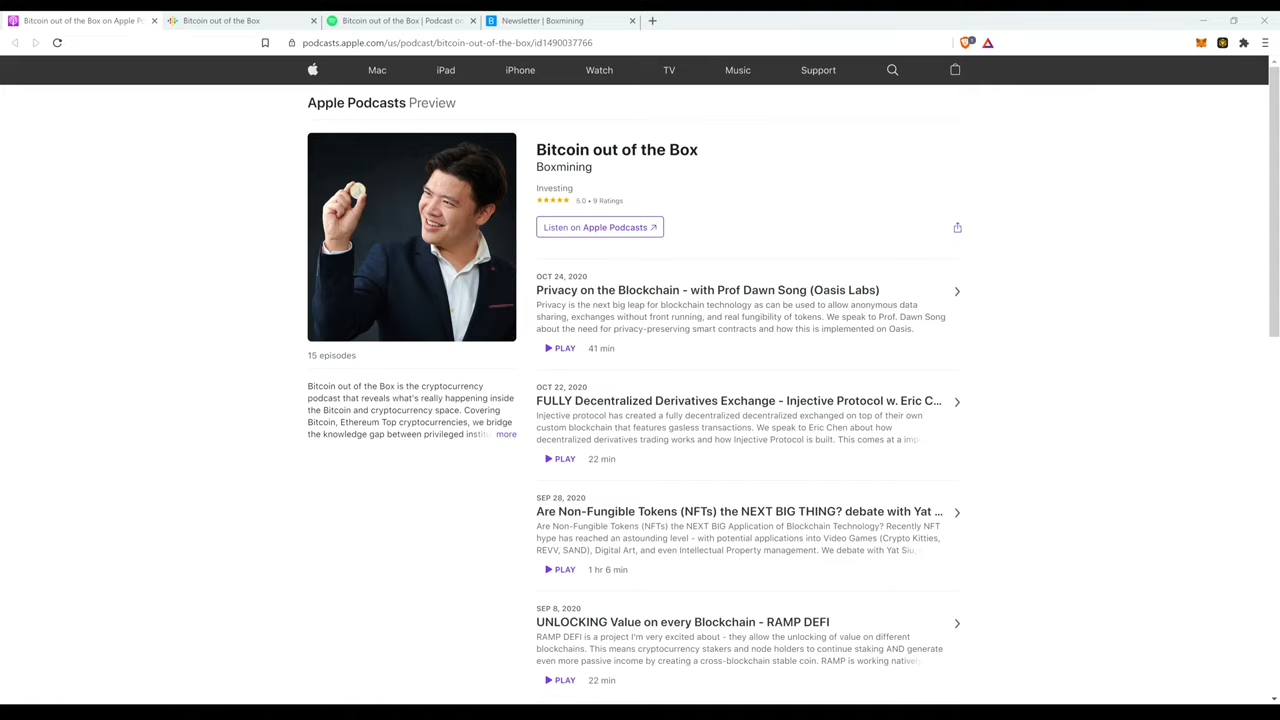 Bitcoin out of the Box on Apple Po
Bitcoin out of the Box
Bitcoin out of the Box | Podcast on
Newsletter | Boxmining
podcasts.apple.com/us/podcast/bitcoin-out-of-the-box/id1490037766
Mac iPad iPhone Watch TV Music Support
Apple Podcasts Preview
Bitcoin out of the Box
Boxmining
Investing
★★★★★ 5.0 • 9 Ratings
Listen on Apple Podcasts ↗
15 episodes
Bitcoin out of the Box is the cryptocurrency
podcast that reveals what's really happening inside
the Bitcoin and cryptocurrency space. Covering
Bitcoin, Ethereum Top cryptocurrencies, we bridge
the knowledge gap between privileged instit more
OCT 24, 2020
Privacy on the Blockchain - with Prof Dawn Song (Oasis Labs)
Privacy is the next big leap for blockchain technology as can be used to allow anonymous data
sharing, exchanges without front running, and real fungibility of tokens. We speak to Prof. Dawn Song
about the need for privacy-preserving smart contracts and how this is implemented on Oasis.
PLAY 41 min
OCT 22, 2020
FULLY Decentralized Derivatives Exchange - Injective Protocol w. Eric C...
Injective protocol has created a fully decentralized decentralized exchanged on top of their own
custom blockchain that features gasless transactions. We speak to Eric Chen about how
decentralized derivatives trading works and how Injective Protocol is built. This comes at a imp
PLAY 22 min
SEP 28, 2020
Are Non-Fungible Tokens (NFTs) the NEXT BIG THING? debate with Yat ...
Are Non-Fungible Tokens (NFTs) the NEXT BIG Application of Blockchain Technology? Recently NFT
hype has reached an astounding level - with potential applications into Video Games (Crypto Kitties,
REVV, SAND), Digital Art, and even Intellectual Property management. We debate with Yat Siu,
PLAY 1 hr 6 min
SEP 8, 2020
UNLOCKING Value on every Blockchain - RAMP DEFI
RAMP DEFI is a project I'm very excited about - they allow the unlocking of value on different
blockchains. This means cryptocurrency stakers and node holders to continue staking AND generate
even more passive income by creating a cross-blockchain stable coin. RAMP is working native
PLAY 22 min